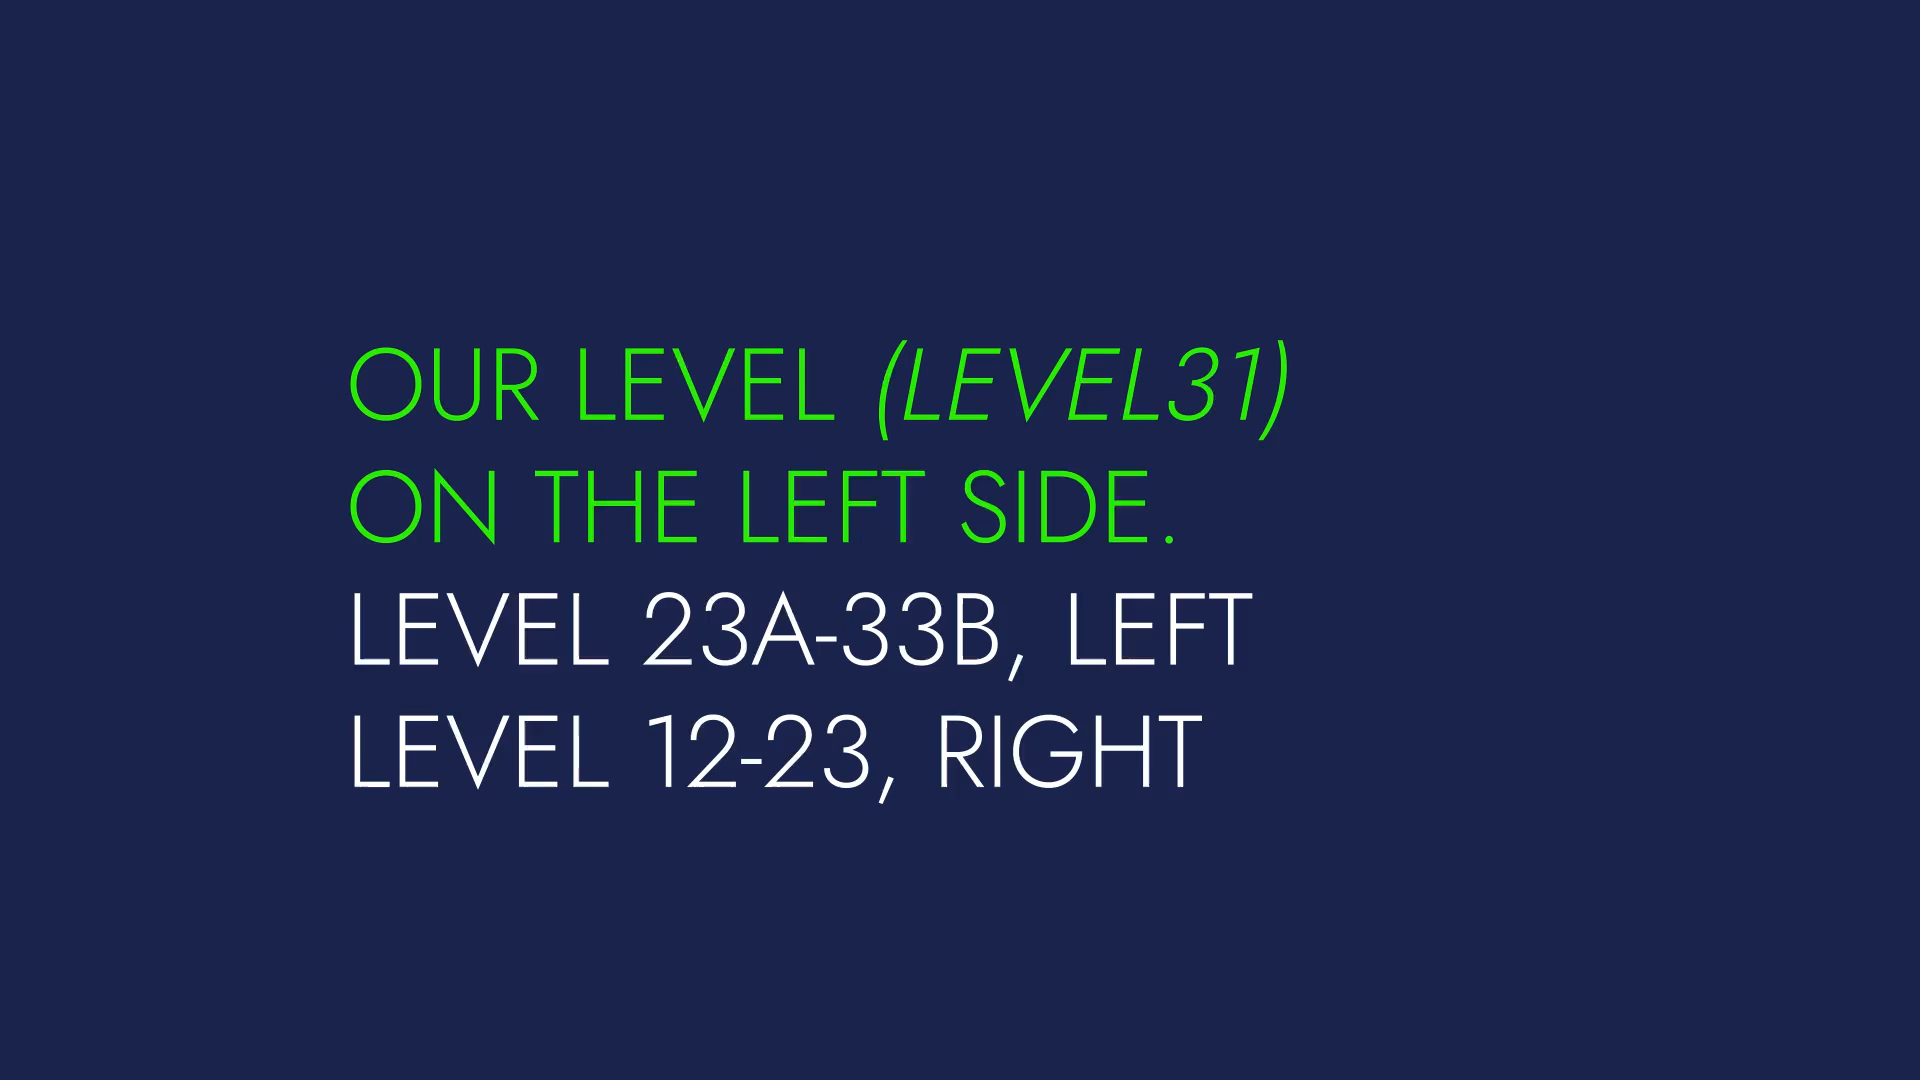 OUR LEVEL (LEVEL31)
ON THE LEFT SIDE.
LEVEL 23A-33B, LEFT
LEVEL 12-23, RIGHT